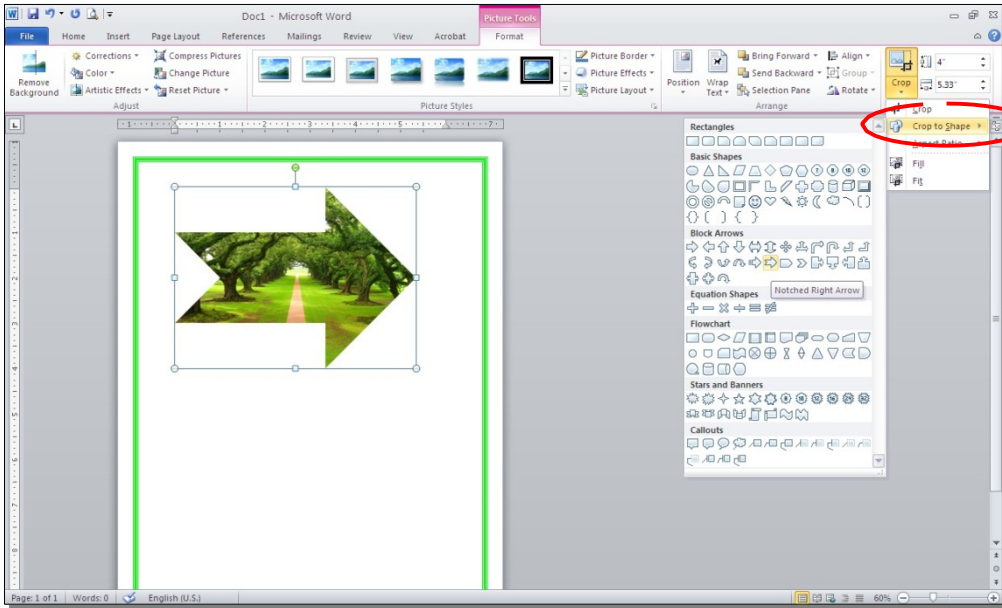 Doc1 - Microsoft Word
Picture Tools
File Home Insert Page Layout References Mailings Review View Acrobat Format
Remove Background
Corrections
Color
Artistic Effects
Compress Pictures
Change Picture
Reset Picture
Adjust
Picture Styles
Picture Border
Picture Effects
Picture Layout
Position
Wrap Text
Bring Forward
Send Backward
Selection Pane
Align
Group
Rotate
Arrange
Crop
4"
5.33"
Crop
Crop to Shape
Aspect Ratio
Fill
Fit
Rectangles
Basic Shapes
Block Arrows
Notched Right Arrow
Equation Shapes
Flowchart
Stars and Banners
Callouts
Page: 1 of 1 Words: 0 English (U.S.) 60%